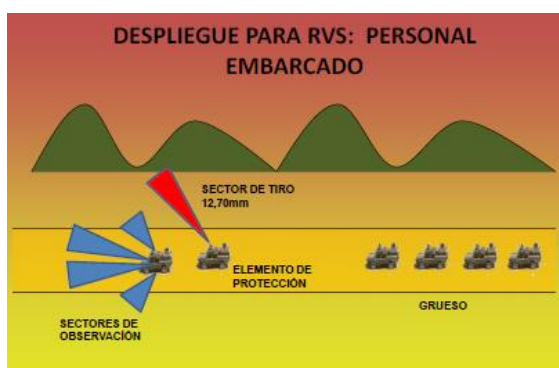 DESPLIEGUE PARA RVS: PERSONAL
EMBARCADO
SECTOR DE TIRO
12,70mm
ELEMENTO DE
PROTECCIÓN
GRUESO
SECTORES DE
OBSERVACIÓN